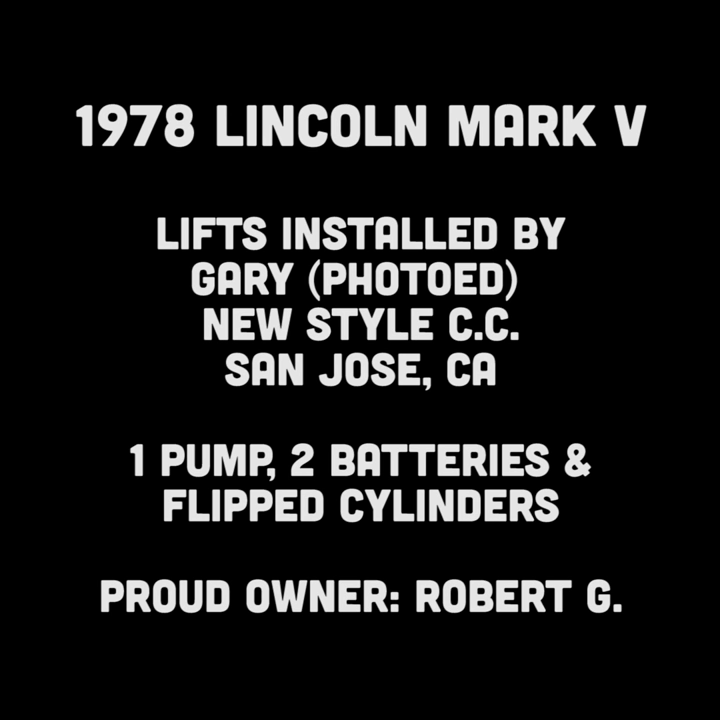 1978 LINCOLN MARK V
LIFTS INSTALLED BY
GARY (PHOTOED)
NEW STYLE C.C.
SAN JOSE, CA
1 PUMP, 2 BATTERIES &
FLIPPED CYLINDERS
PROUD OWNER: ROBERT G.